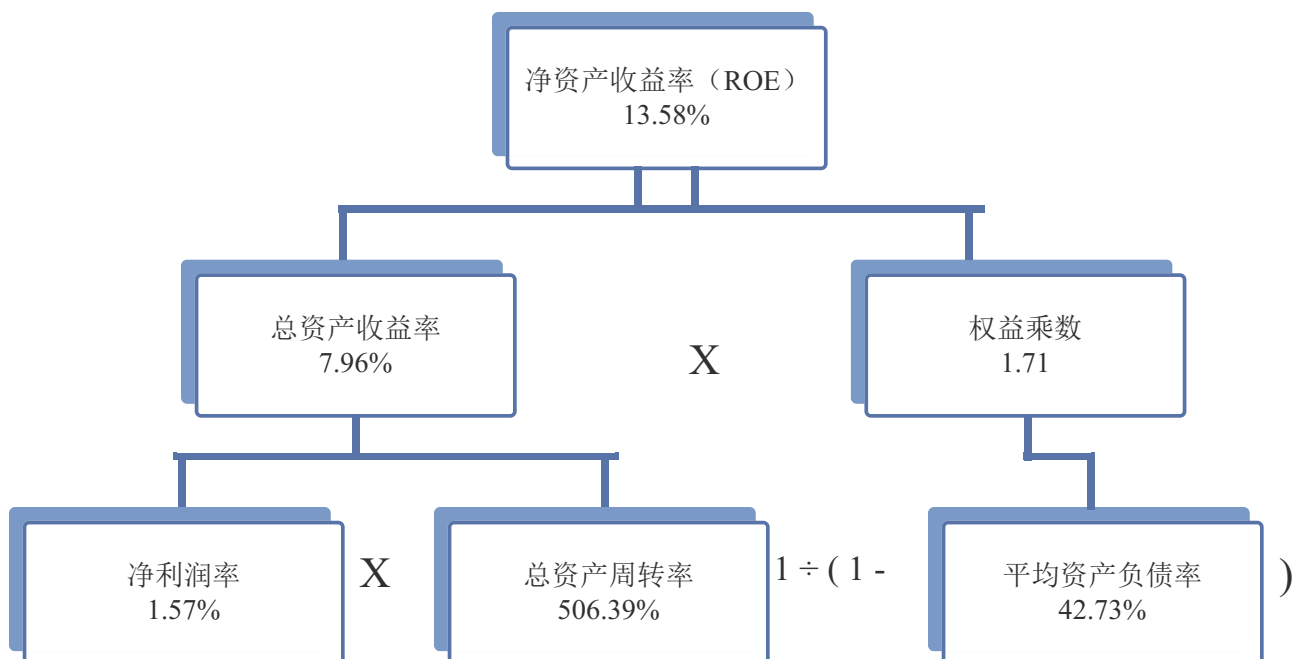 净资产收益率（ROE）
13.58%
总资产收益率
7.96%
X
权益乘数
1.71
净利润率
1.57%
X
总资产周转率
506.39%
1 ÷ ( 1 -
平均资产负债率
42.73%
)